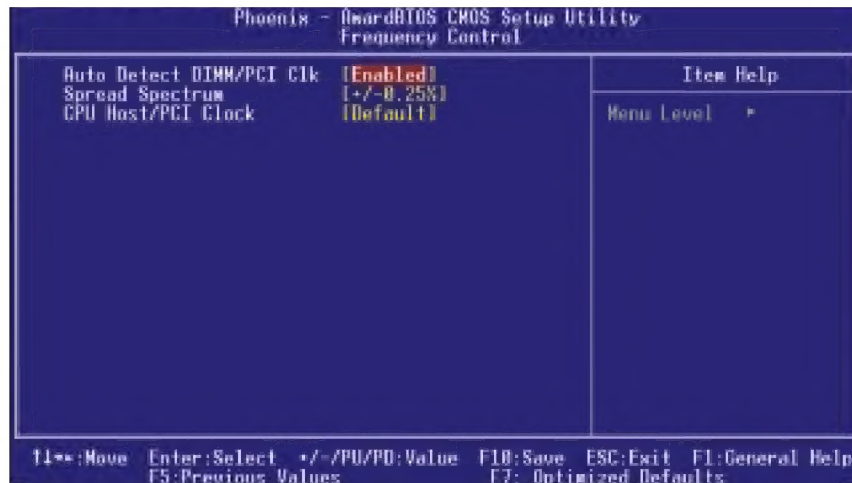 Phoenix - AwardBIOS CMOS Setup Utility
Frequency Control
Auto Detect DIMM/PCI Clk [Enabled]
Spread Spectrum [+/-0.25%]
CPU Host/PCI Clock [Default]
Item Help
Menu Level ▸
↑↓→←:Move Enter:Select +/-/PU/PD:Value F10:Save ESC:Exit F1:General Help
F5:Previous Values F7: Optimized Defaults